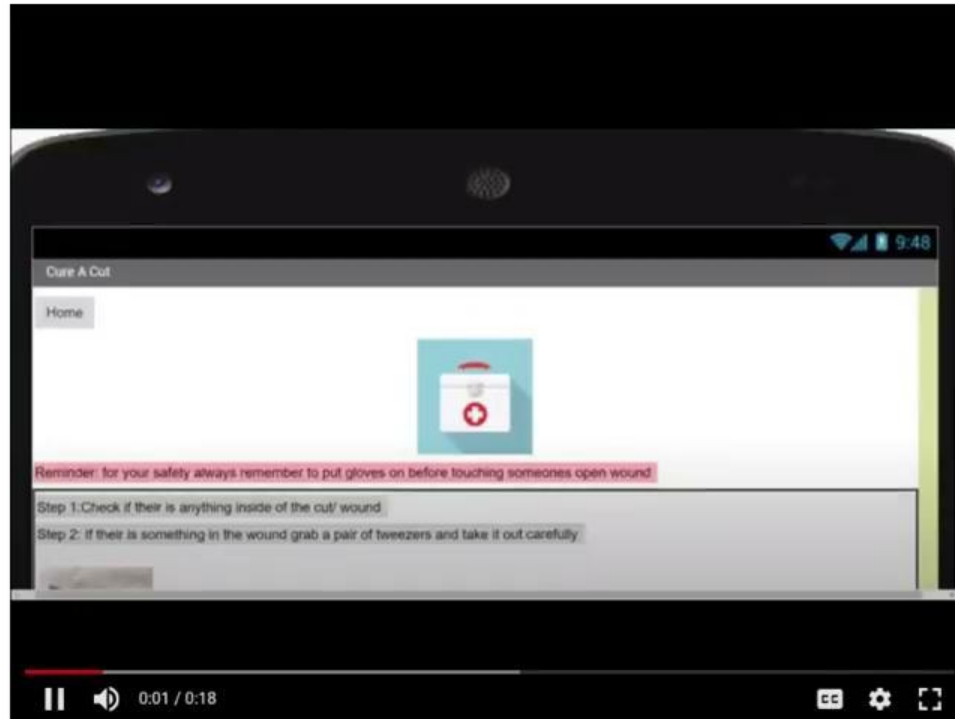 9:48
Cure A Cut
Home
Reminder: for your safety always remember to put gloves on before touching someones open wound
Step 1:Check if their is anything inside of the cut/ wound
Step 2: If their is something in the wound grab a pair of tweezers and take it out carefully
0:01 / 0:18
CC